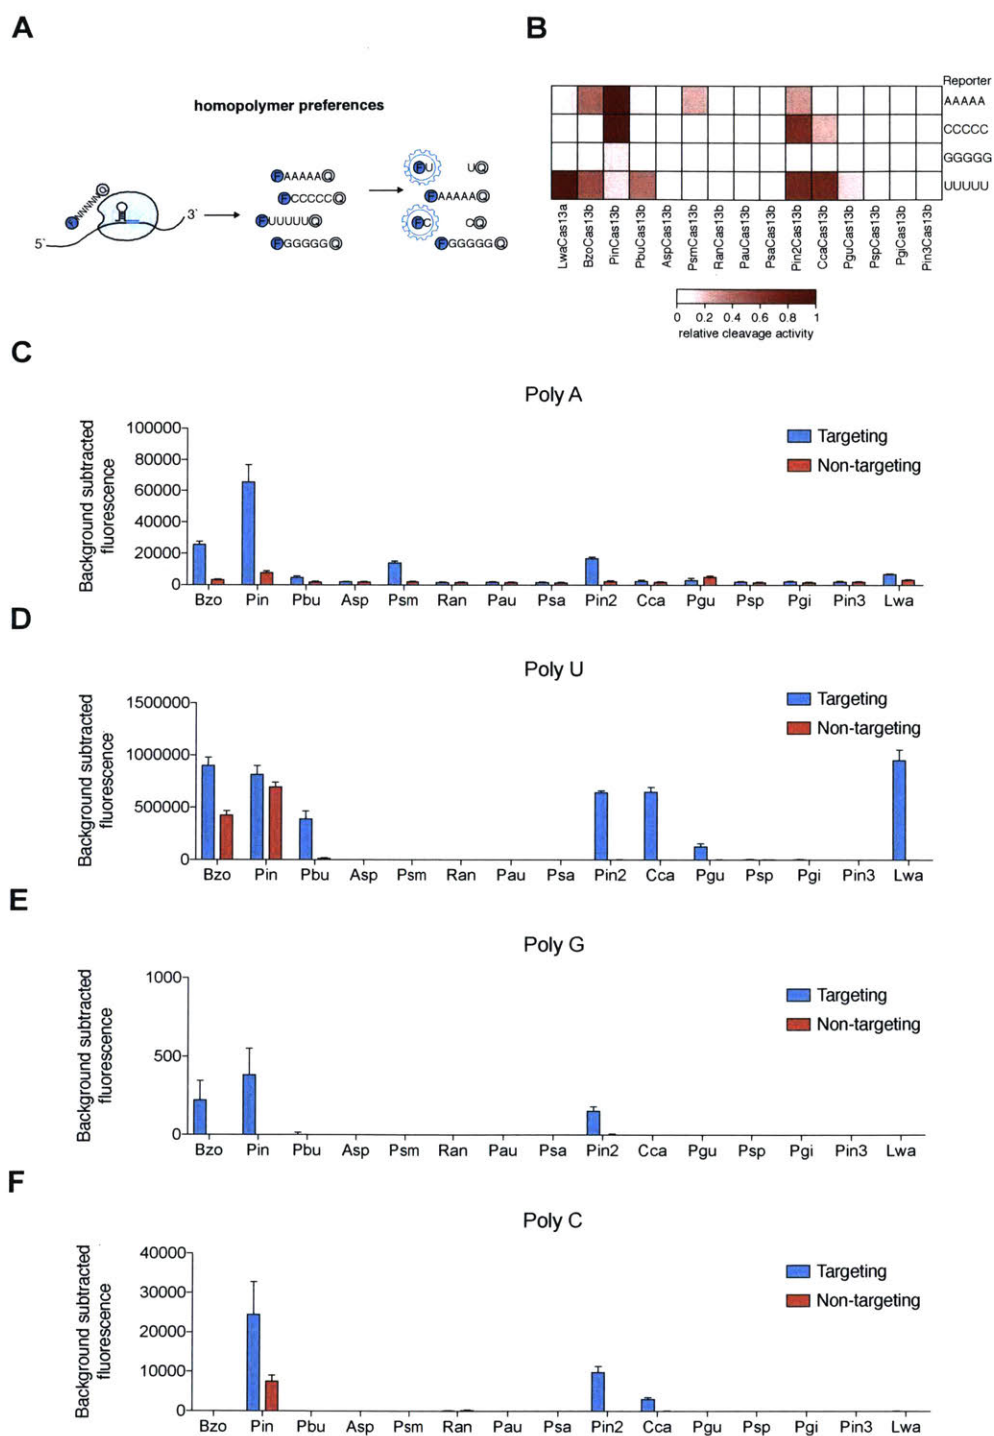 A
homopolymer preferences
F NNNNN Q
5`
3`
F AAAAA Q
F CCCCC Q
F UUUUU Q
F GGGGG Q
F U U Q
F AAAAA Q
F C C Q
F GGGGG Q
B
Reporter
AAAAA
CCCCC
GGGGG
UUUUU
LwaCas13a
BzoCas13b
PinCas13b
PbuCas13b
AspCas13b
PsmCas13b
RanCas13b
PauCas13b
PsaCas13b
Pin2Cas13b
CcaCas13b
PguCas13b
PspCas13b
PgiCas13b
Pin3Cas13b
0 0.2 0.4 0.6 0.8 1
relative cleavage activity
C
Poly A
Background subtracted
fluorescence
100000
80000
60000
40000
20000
0
Targeting
Non-targeting
Bzo Pin Pbu Asp Psm Ran Pau Psa Pin2 Cca Pgu Psp Pgi Pin3 Lwa
D
Poly U
Background subtracted
fluorescence
1500000
1000000
500000
0
Targeting
Non-targeting
Bzo Pin Pbu Asp Psm Ran Pau Psa Pin2 Cca Pgu Psp Pgi Pin3 Lwa
E
Poly G
Background subtracted
fluorescence
1000
500
0
Targeting
Non-targeting
Bzo Pin Pbu Asp Psm Ran Pau Psa Pin2 Cca Pgu Psp Pgi Pin3 Lwa
F
Poly C
Background subtracted
fluorescence
40000
30000
20000
10000
0
Targeting
Non-targeting
Bzo Pin Pbu Asp Psm Ran Pau Psa Pin2 Cca Pgu Psp Pgi Pin3 Lwa